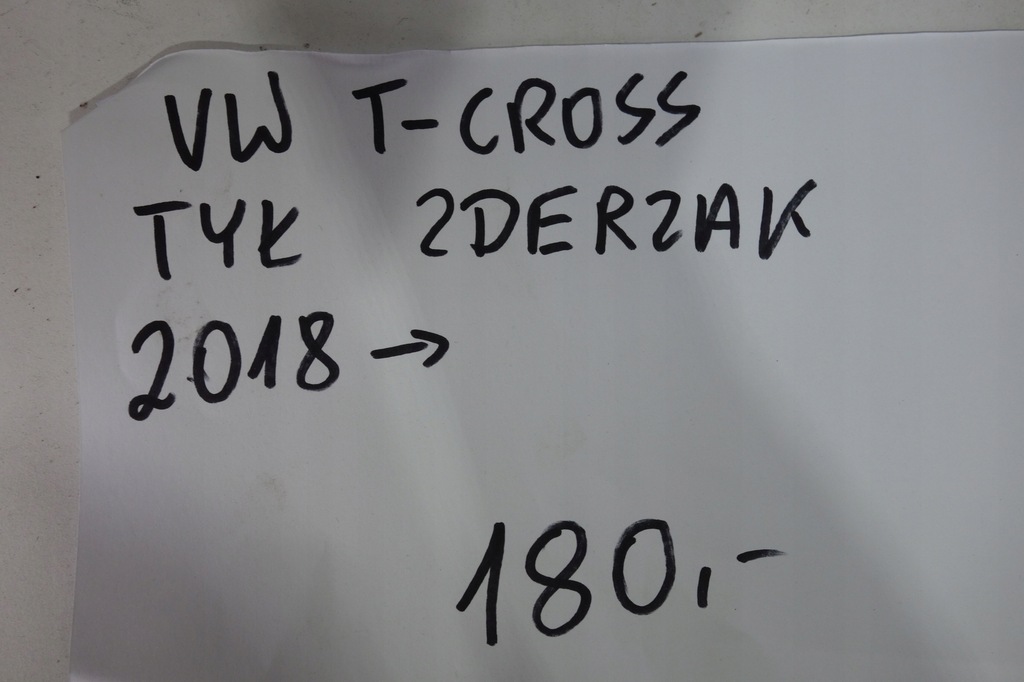 VW T-CROSS
TYŁ ZDERZAK
2018 →
180,-